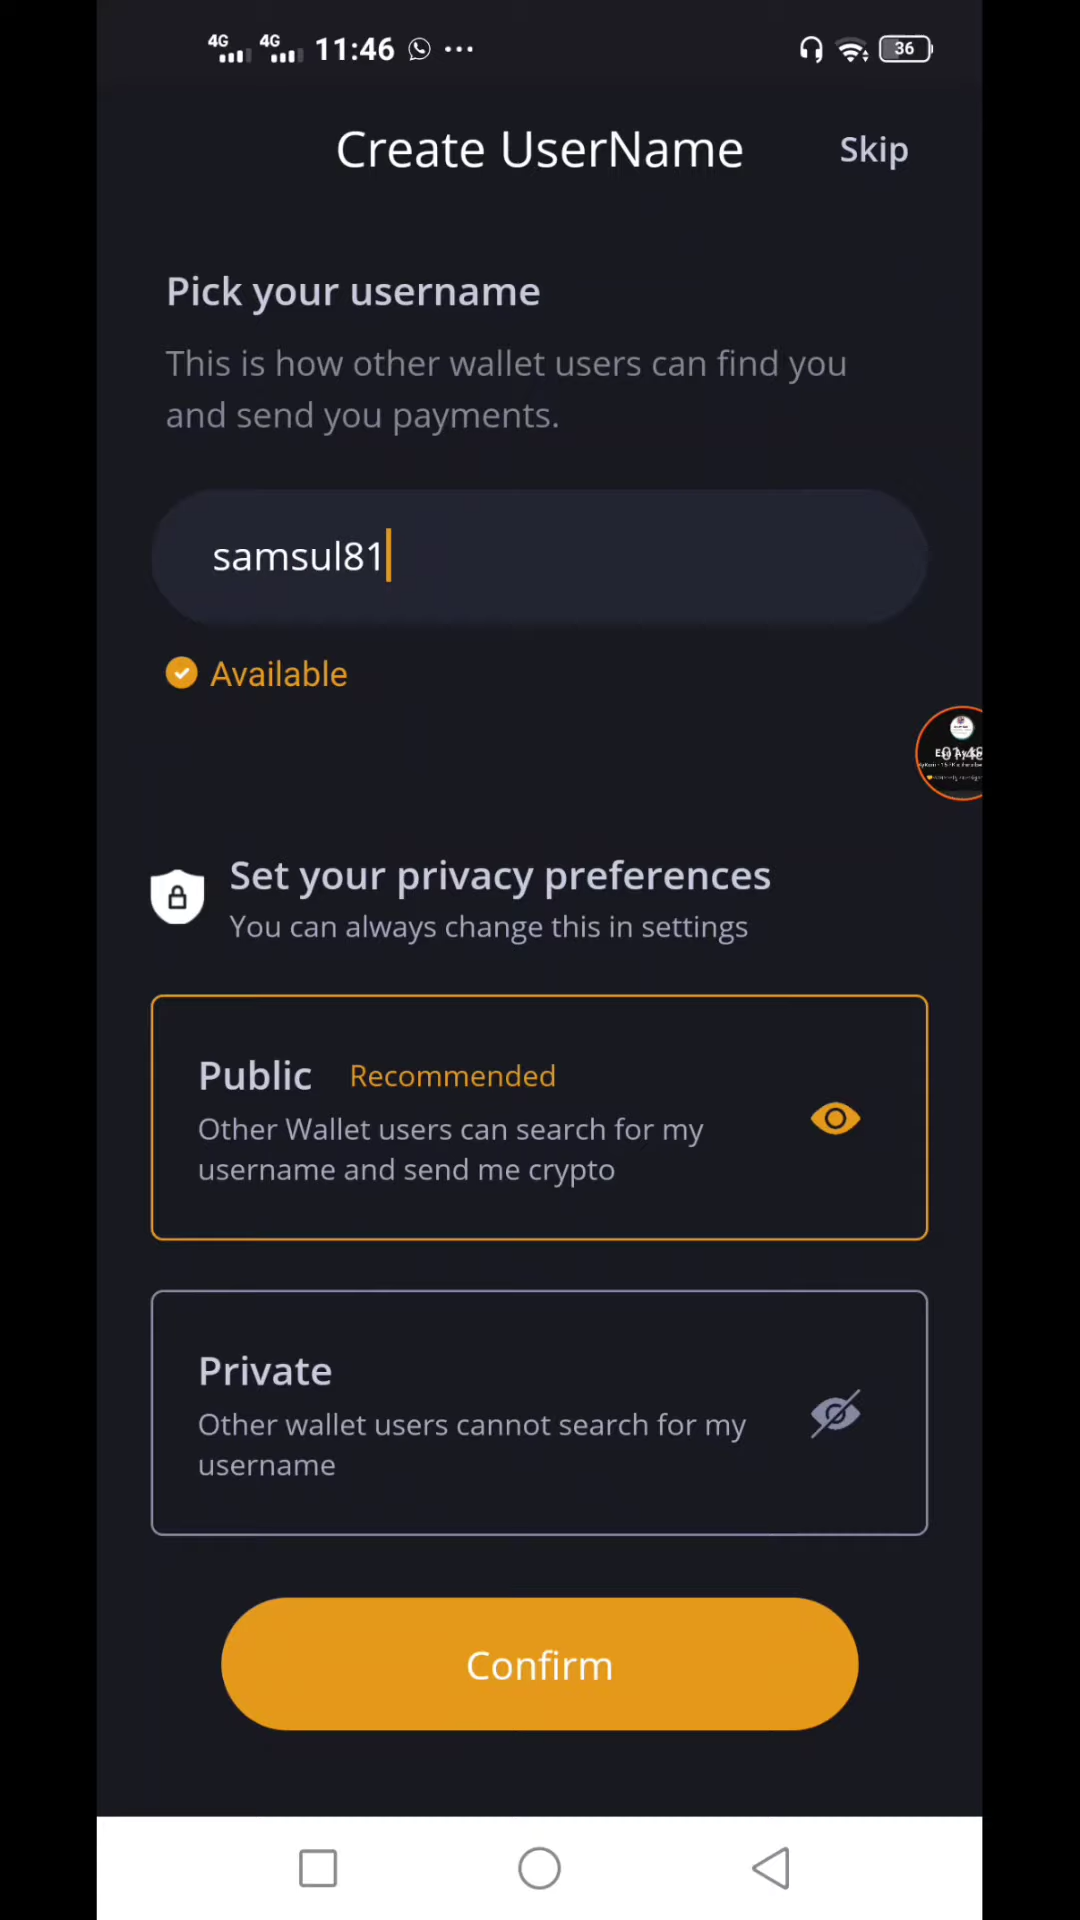 4G 4G 11:46 ... 36
Create UserName
Skip
Pick your username
This is how other wallet users can find you
and send you payments.
samsul81
Available
Set your privacy preferences
You can always change this in settings
Public Recommended
Other Wallet users can search for my
username and send me crypto
Private
Other wallet users cannot search for my
username
Confirm